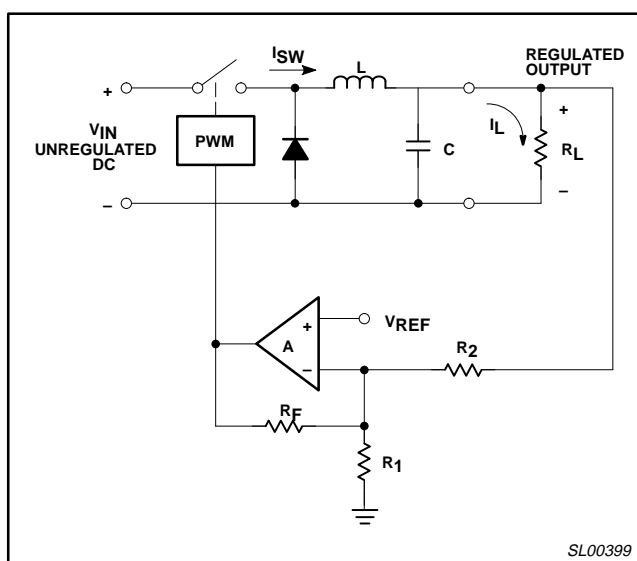 ISW
L
REGULATED
OUTPUT
+
VIN
UNREGULATED
DC
–
PWM
C
IL
+
RL
–
+
A
–
VREF
R2
RF
R1
SL00399